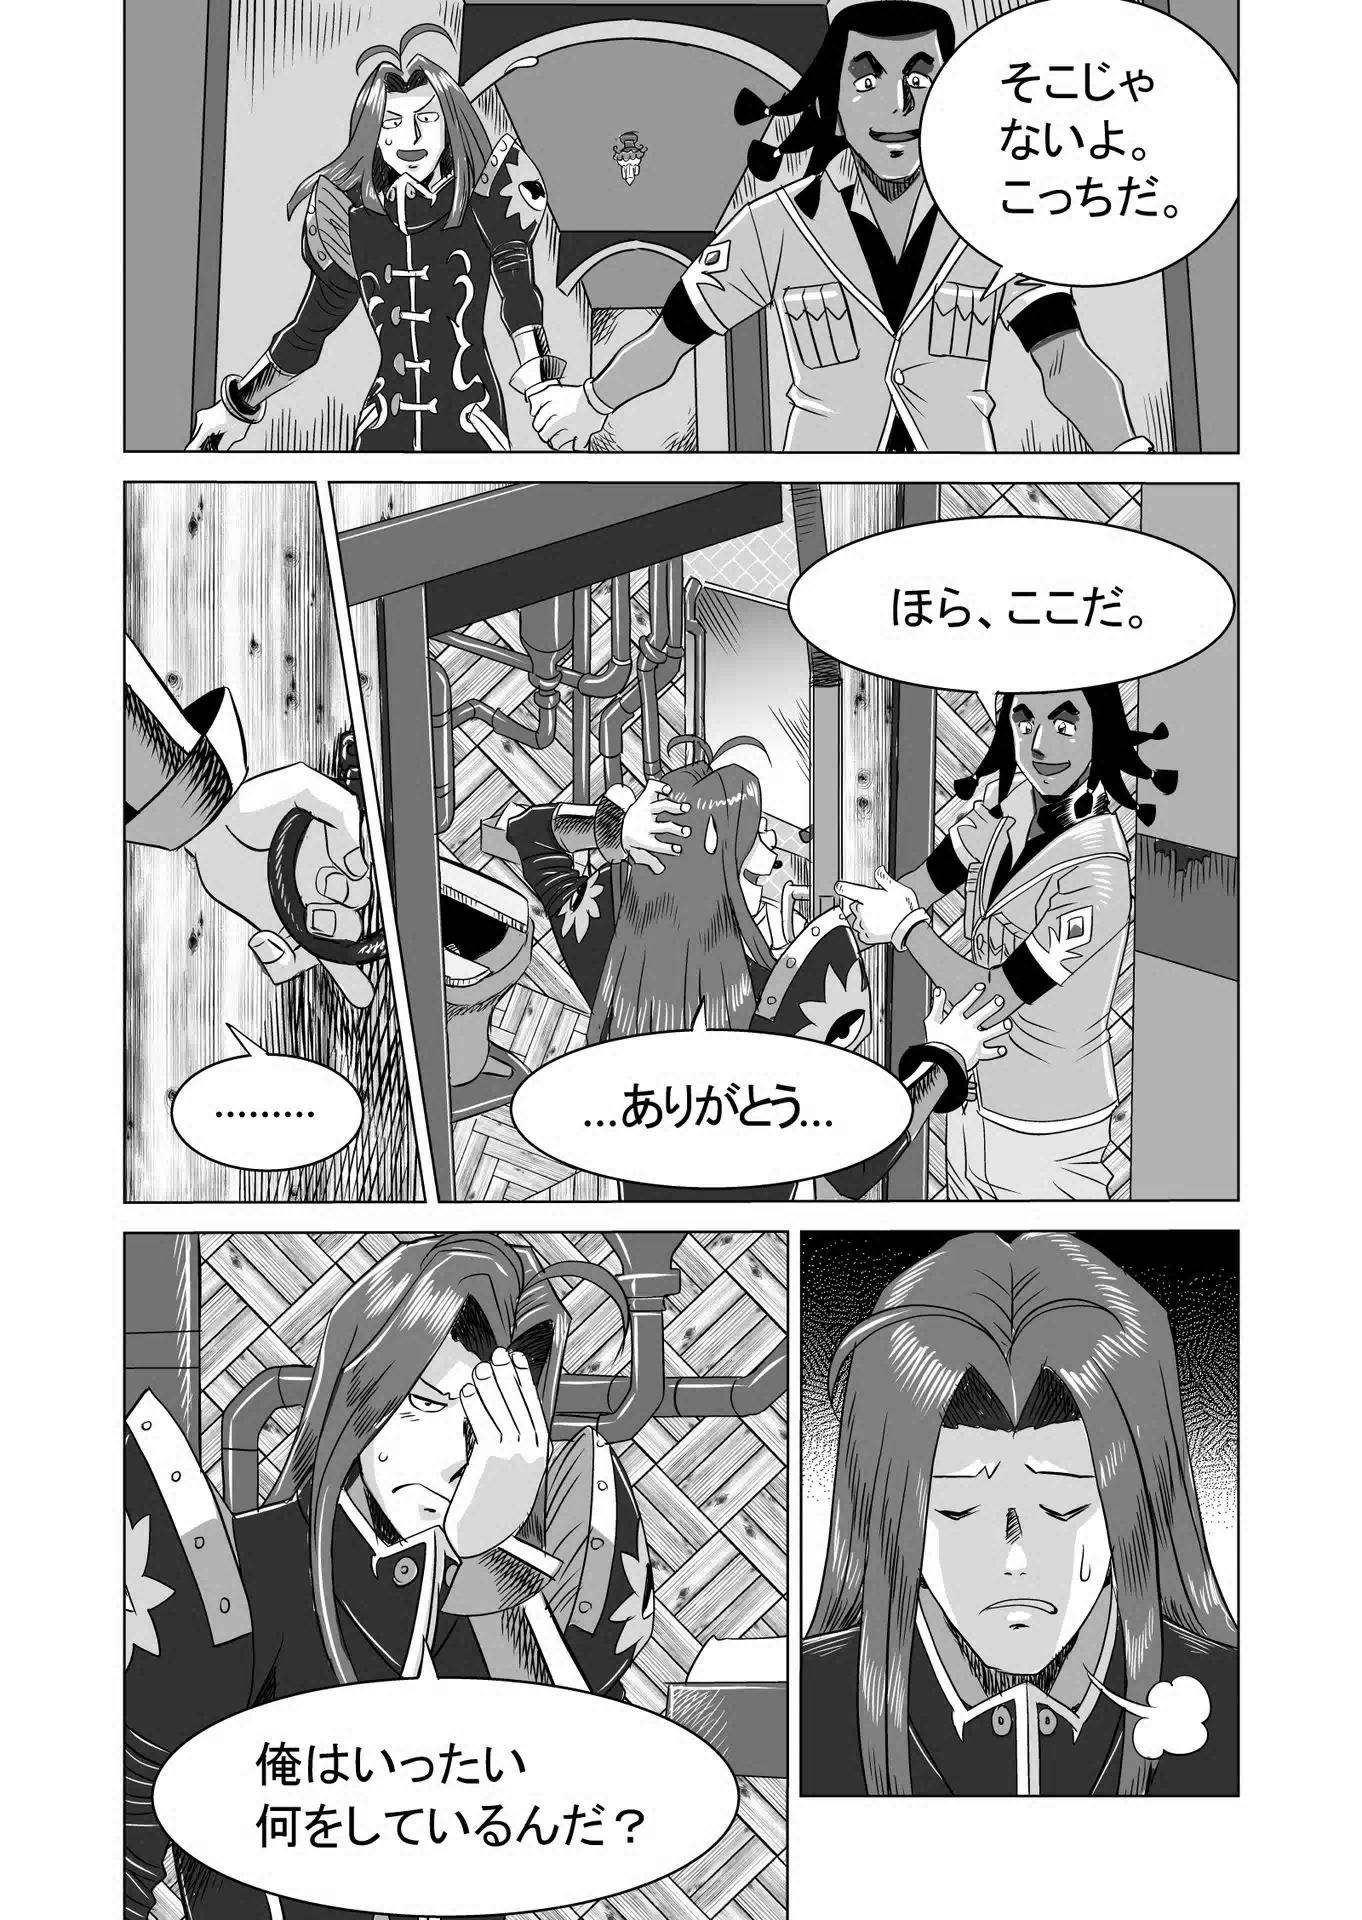 そこじゃ
ないよ。
こっちだ。
ほら、ここだ。
…ありがとう…
………
俺はいったい
何をしているんだ？